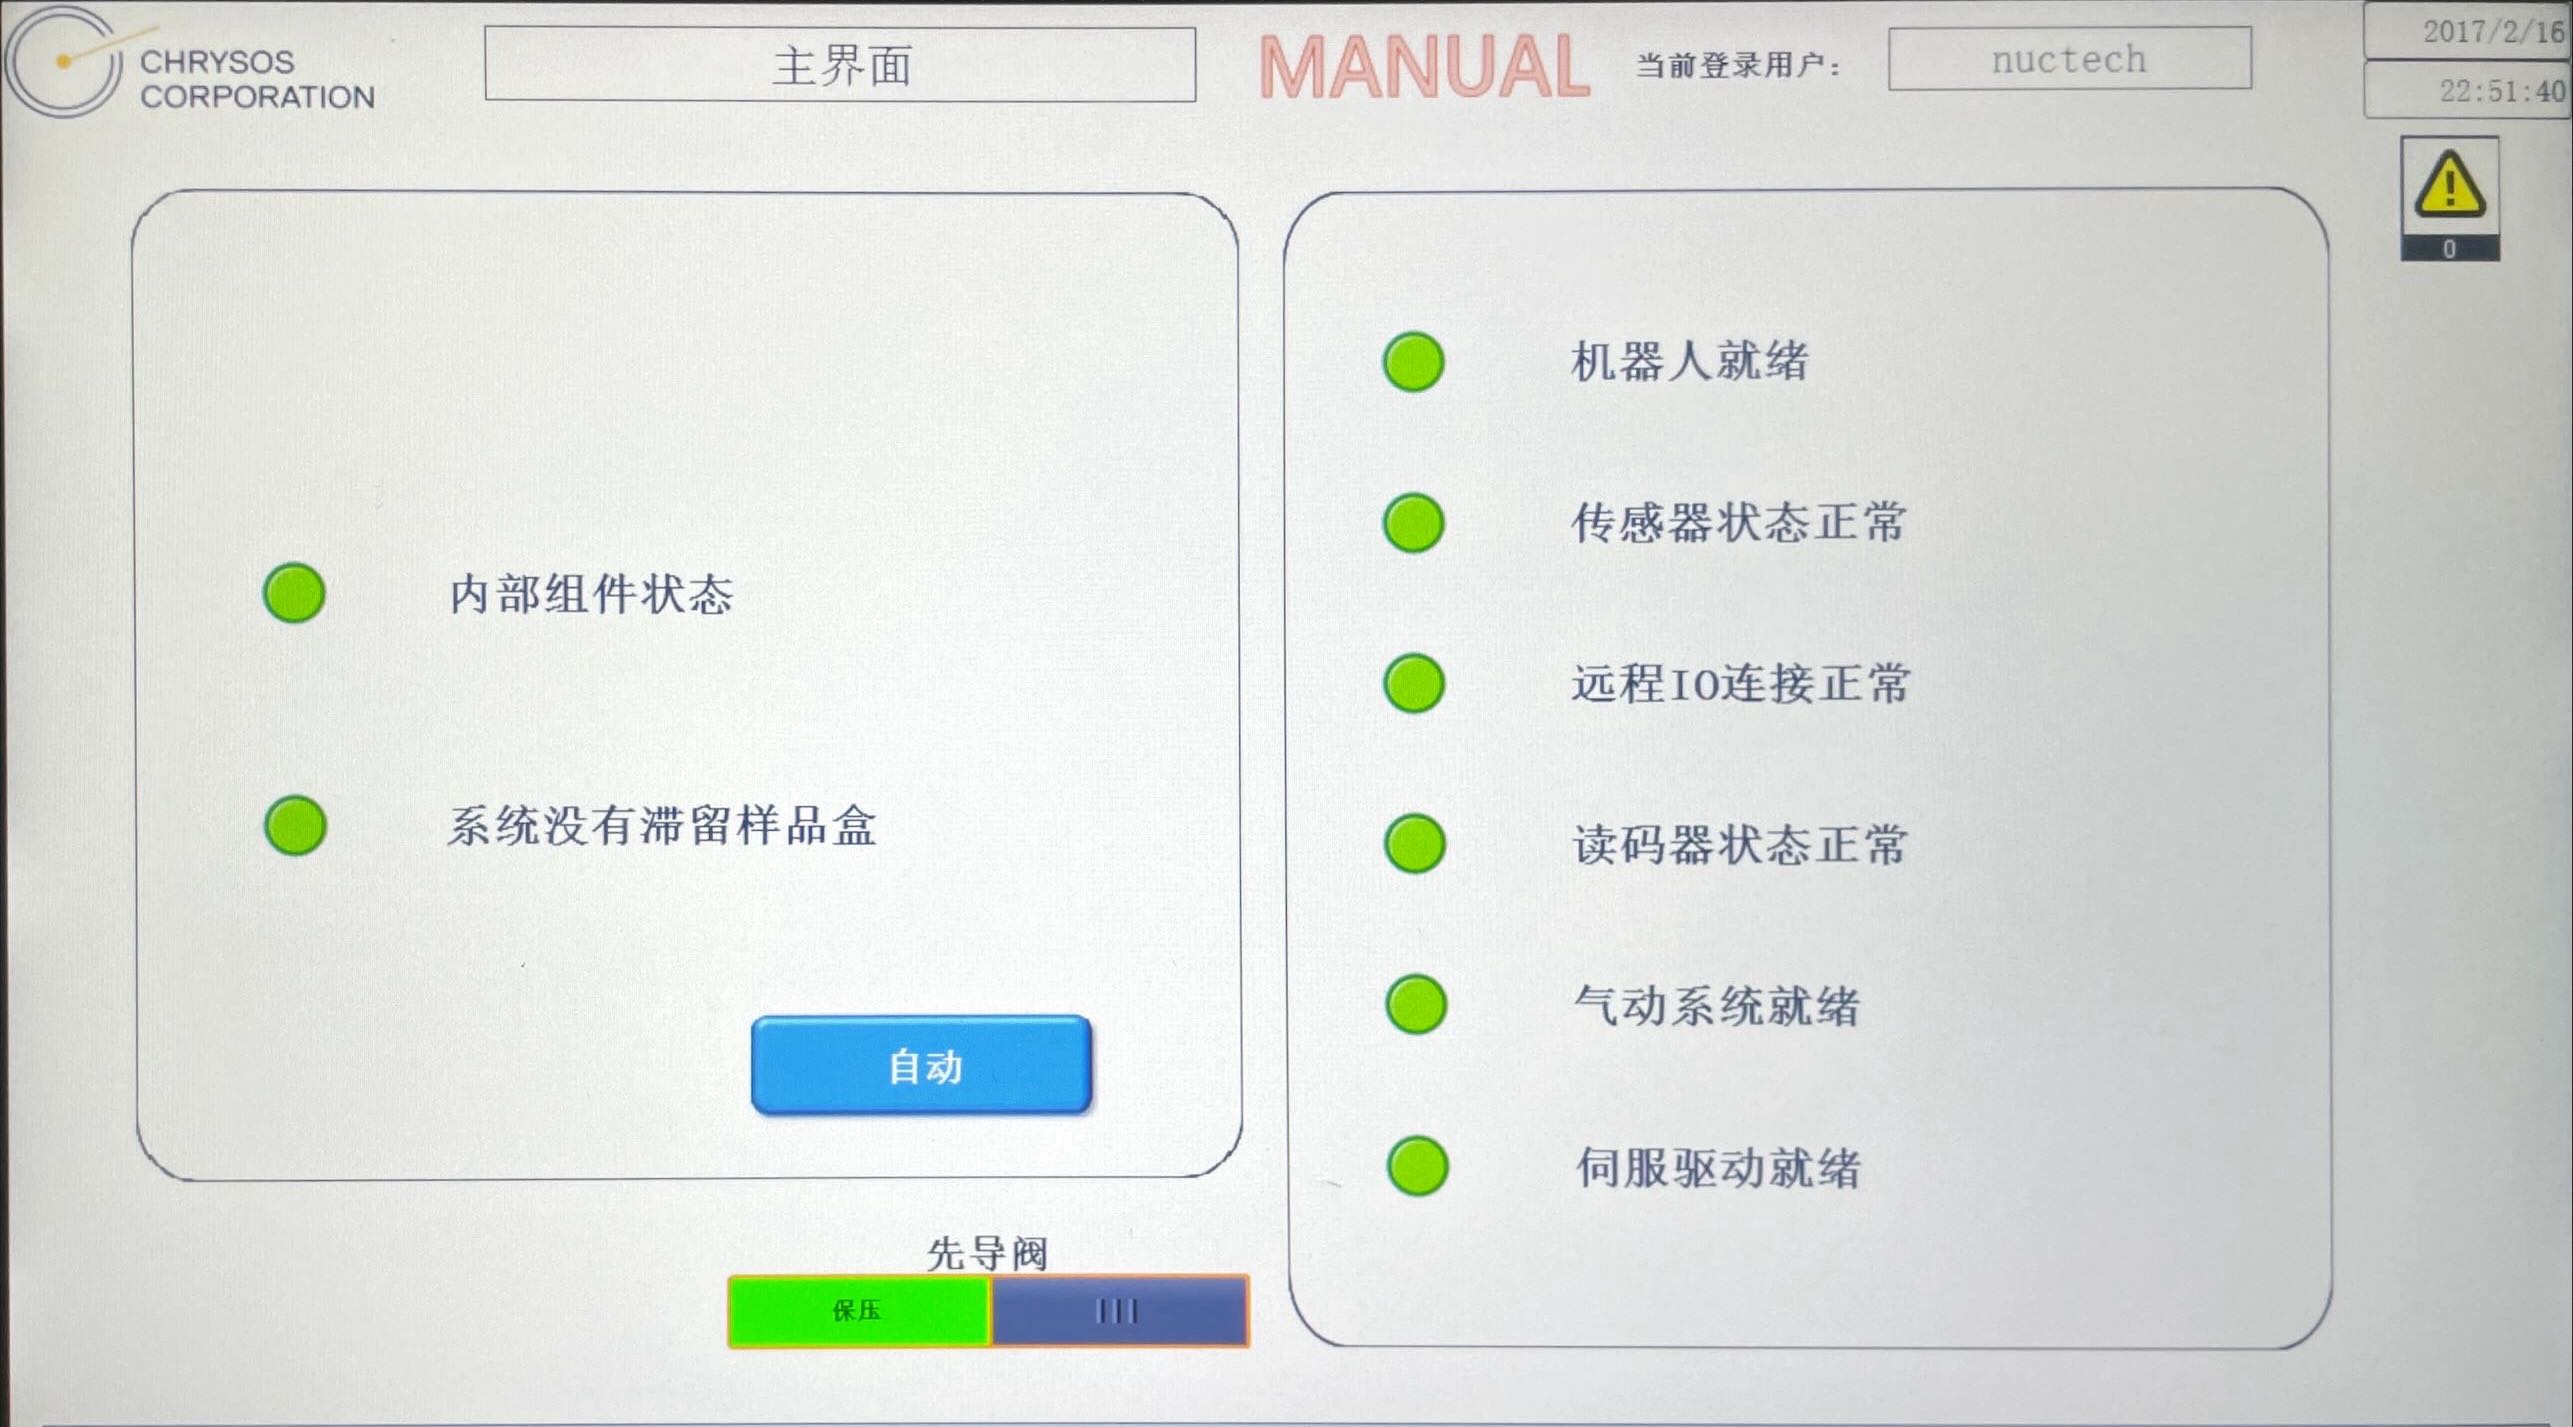 CHRYSOS
CORPORATION
主界面
MANUAL
当前登录用户：
nuctech
2017/2/16
22:51:40
0
内部组件状态
系统没有滞留样品盒
自动
先导阀
保压
机器人就绪
传感器状态正常
远程IO连接正常
读码器状态正常
气动系统就绪
伺服驱动就绪